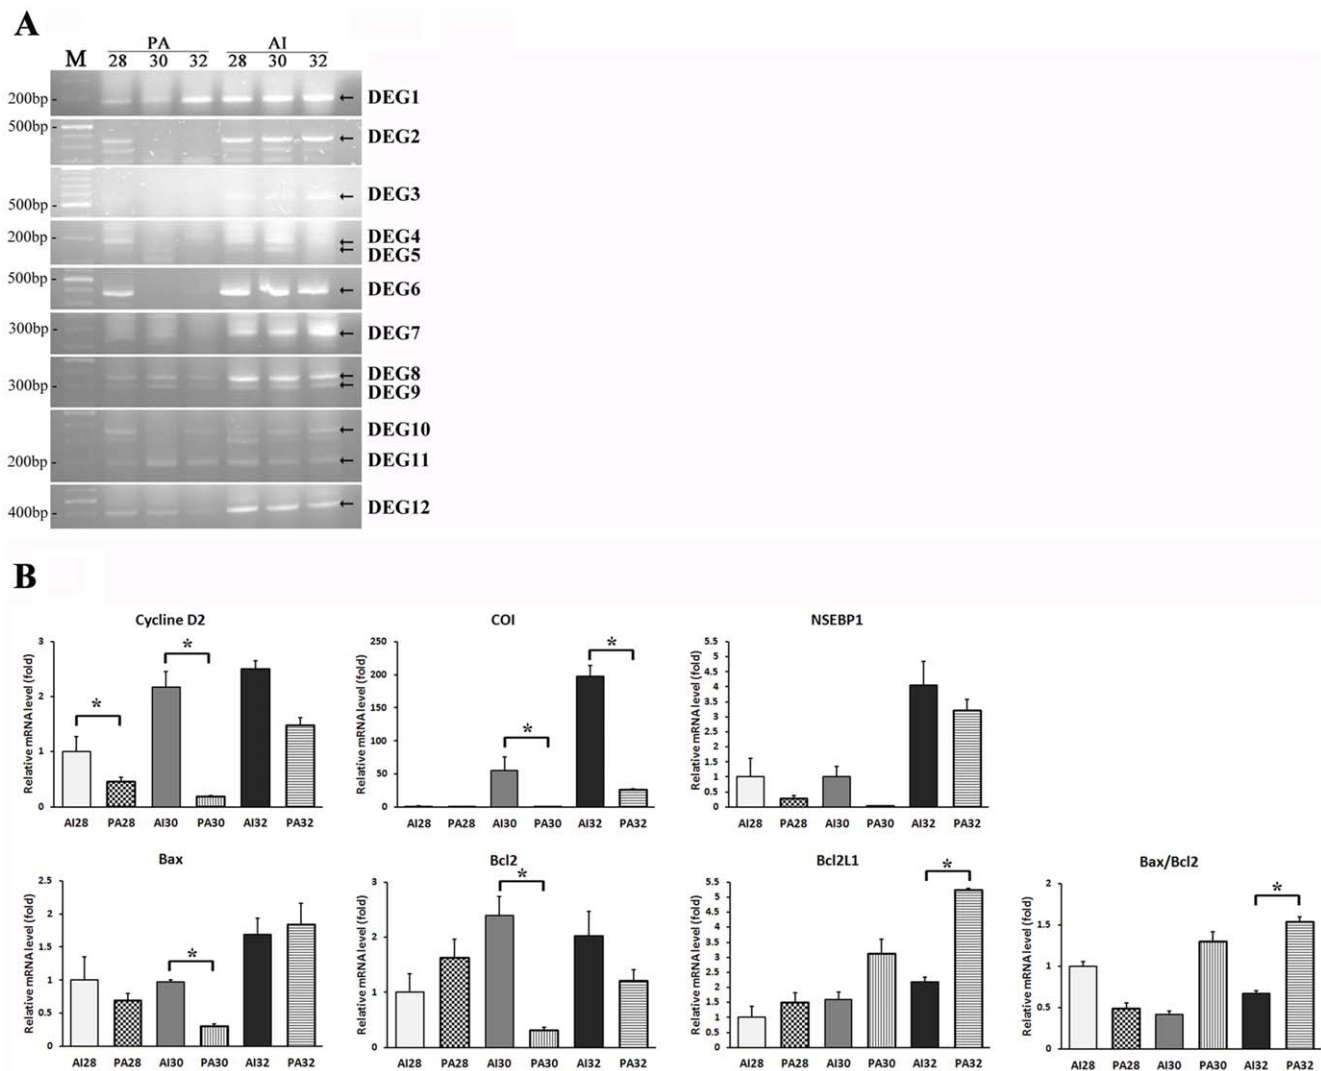 A
PA AI
M 28 30 32 28 30 32
200bp - ← DEG1
500bp - ← DEG2
← DEG3
500bp -
200bp - ← DEG4
← DEG5
500bp - ← DEG6
300bp - ← DEG7
← DEG8
300bp - ← DEG9
← DEG10
200bp - ← DEG11
← DEG12
400bp -
B
Cycline D2
Relative mRNA level (fold)
3
2
1
0
* *
AI28 PA28 AI30 PA30 AI32 PA32
COI
Relative mRNA level (fold)
250
200
150
100
50
0
* *
AI28 PA28 AI30 PA30 AI32 PA32
NSEBP1
Relative mRNA level (fold)
5.5
5
4.5
4
3.5
3
2.5
2
1.5
1
0.5
0
AI28 PA28 AI30 PA30 AI32 PA32
Bax
Relative mRNA level (fold)
2.5
2
1.5
1
0.5
0
*
AI28 PA28 AI30 PA30 AI32 PA32
Bcl2
Relative mRNA level (fold)
3
2
1
0
*
AI28 PA28 AI30 PA30 AI32 PA32
Bcl2L1
Relative mRNA level (fold)
5.5
5
4.5
4
3.5
3
2.5
2
1.5
1
0.5
0
*
AI28 PA28 AI30 PA30 AI32 PA32
Bax/Bcl2
Relative mRNA level (fold)
2
1.5
1
0.5
0
*
AI28 PA28 AI30 PA30 AI32 PA32